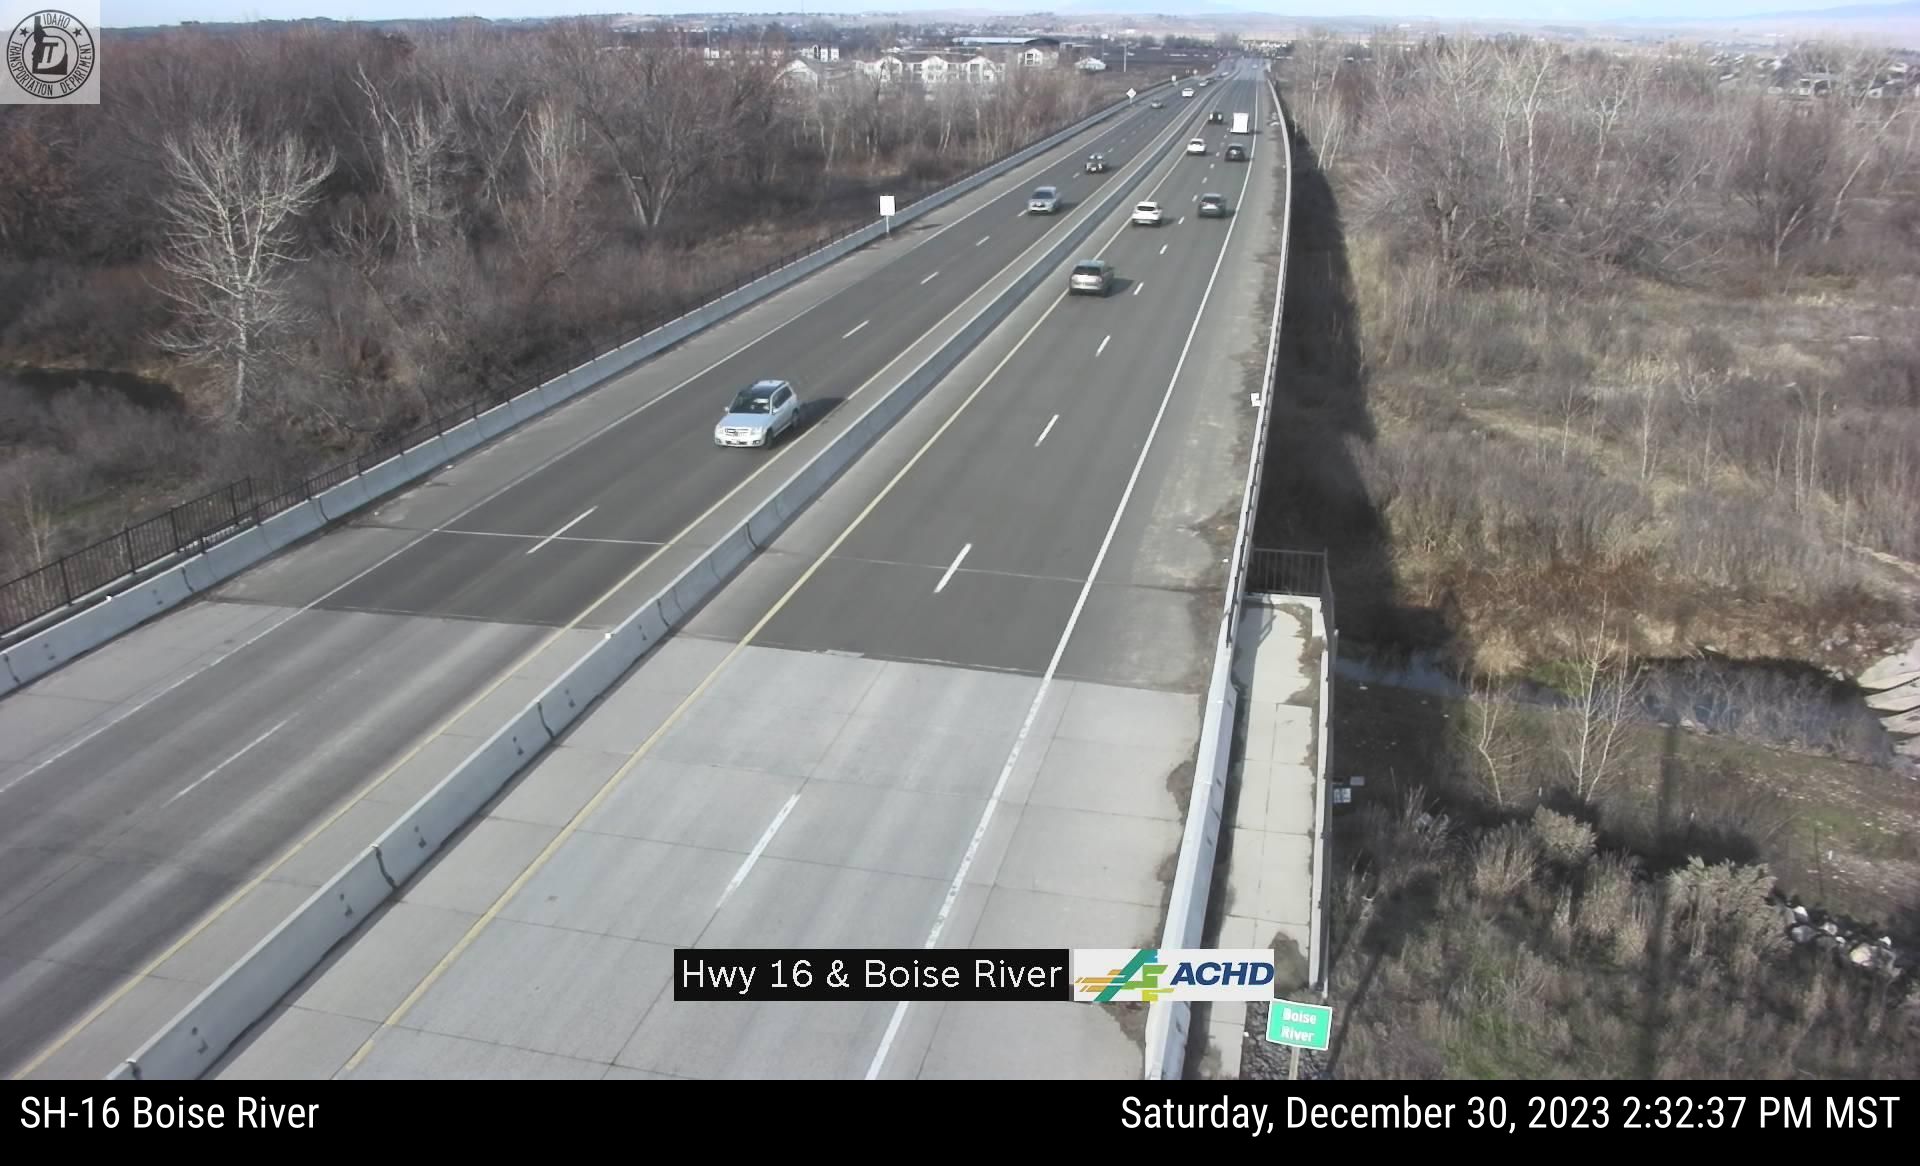 IDAHO
TRANSPORTATION DEPARTMENT
Hwy 16 & Boise River
ACHD
Boise
River
SH-16 Boise River
Saturday, December 30, 2023 2:32:37 PM MST